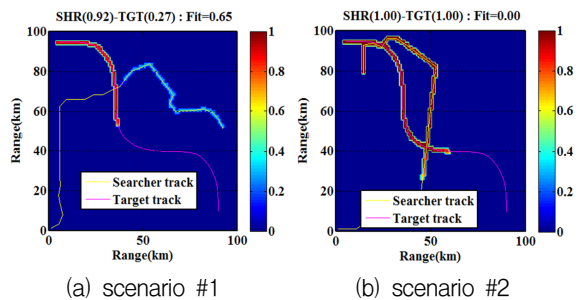 SHR(0.92)-TGT(0.27) : Fit=0.65
100
80
60
40
20
0
Range(km)
0
50
100
Range(km)
Searcher track
Target track
1
0.8
0.6
0.4
0.2
0
(a) scenario #1
SHR(1.00)-TGT(1.00) : Fit=0.00
100
80
60
40
20
0
Range(km)
0
50
100
Range(km)
Searcher track
Target track
1
0.8
0.6
0.4
0.2
0
(b) scenario #2